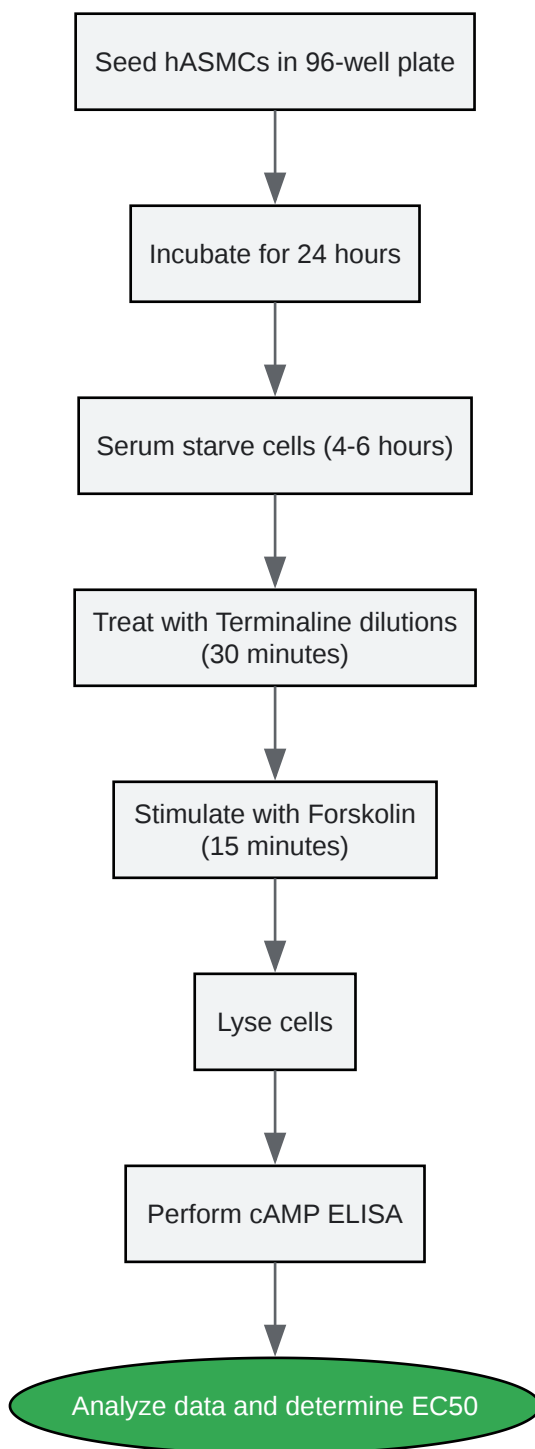 Seed hASMCs in 96-well plate
Incubate for 24 hours
Serum starve cells (4-6 hours)
Treat with Terminaline dilutions
(30 minutes)
Stimulate with Forskolin
(15 minutes)
Lyse cells
Perform cAMP ELISA
Analyze data and determine EC50